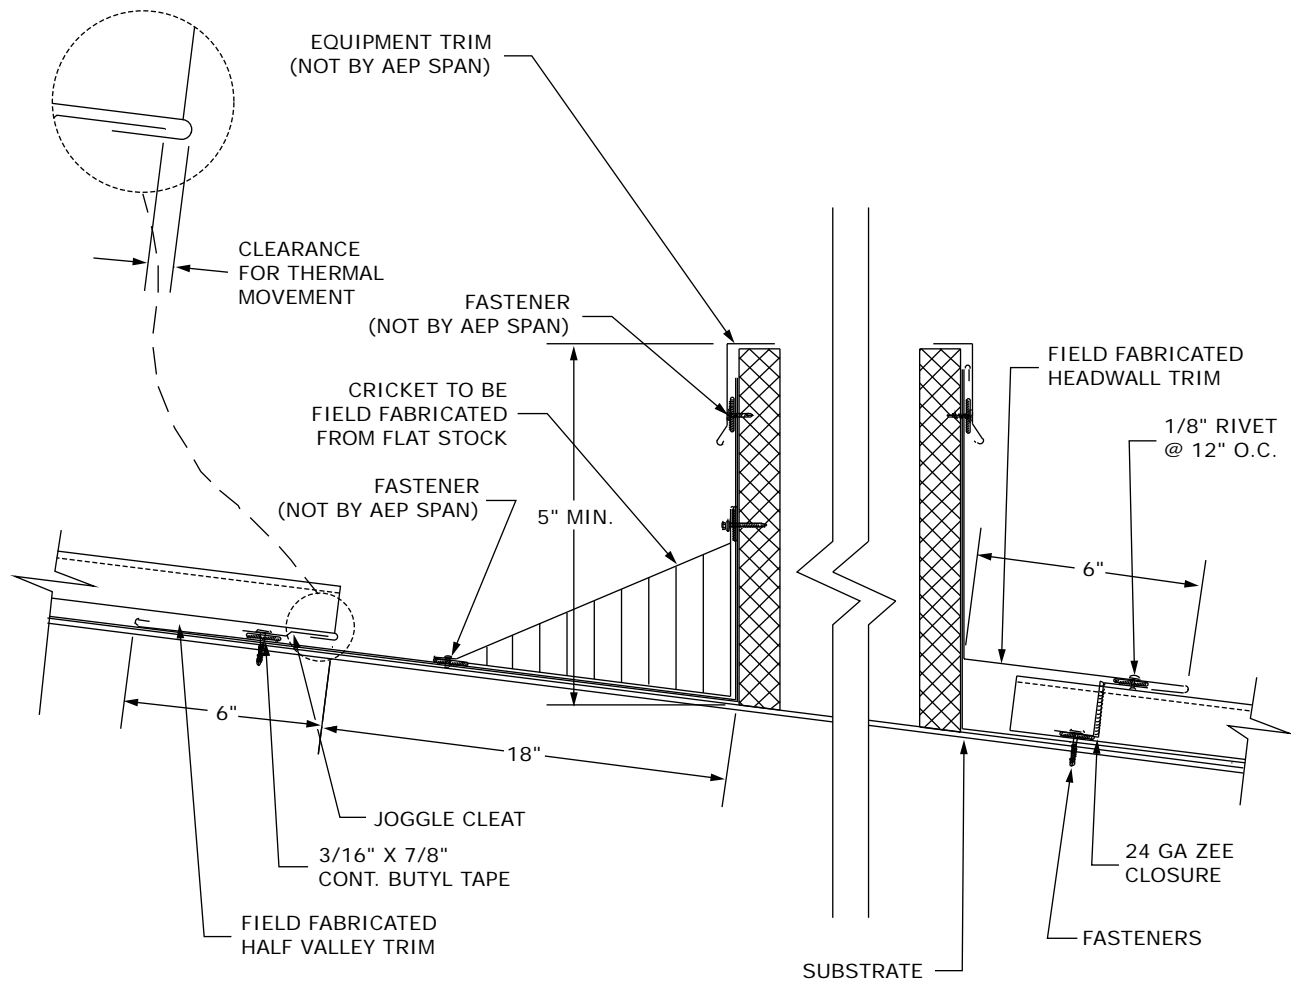 EQUIPMENT TRIM
(NOT BY AEP SPAN)
CLEARANCE
FOR THERMAL
MOVEMENT
FASTENER
(NOT BY AEP SPAN)
FIELD FABRICATED
HEADWALL TRIM
CRICKET TO BE
FIELD FABRICATED
FROM FLAT STOCK
1/8" RIVET
@ 12" O.C.
FASTENER
(NOT BY AEP SPAN)
5" MIN.
6"
6"
18"
JOGGLE CLEAT
3/16" X 7/8"
CONT. BUTYL TAPE
24 GA ZEE
CLOSURE
FIELD FABRICATED
HALF VALLEY TRIM
FASTENERS
SUBSTRATE